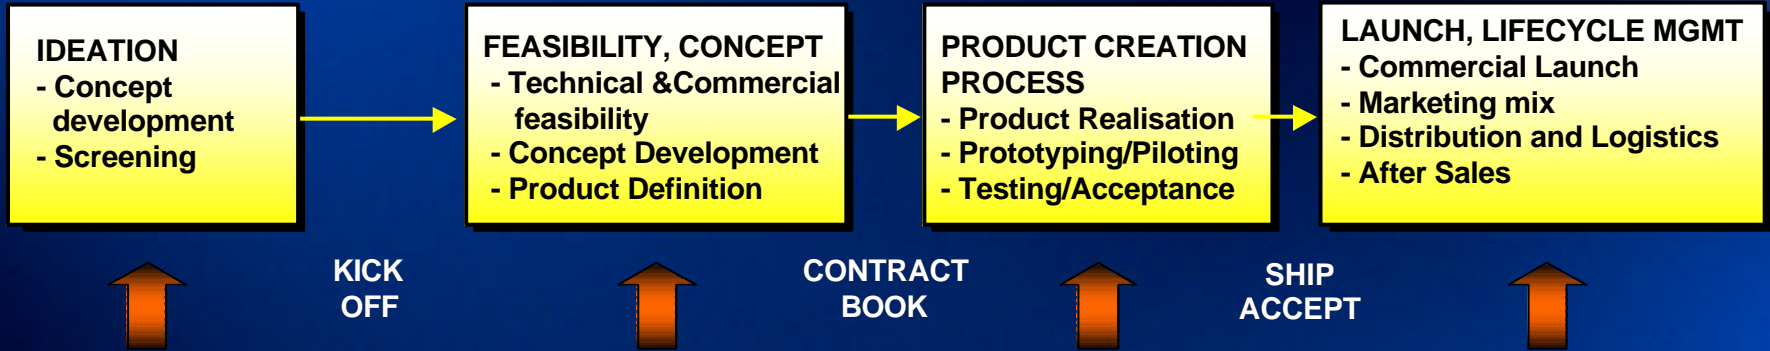 IDEATION
- Concept
development
- Screening
FEASIBILITY, CONCEPT
- Technical &Commercial
feasibility
- Concept Development
- Product Definition
PRODUCT CREATION
PROCESS
- Product Realisation
- Prototyping/Piloting
- Testing/Acceptance
LAUNCH, LIFECYCLE MGMT
- Commercial Launch
- Marketing mix
- Distribution and Logistics
- After Sales
KICK
OFF
CONTRACT
BOOK
SHIP
ACCEPT